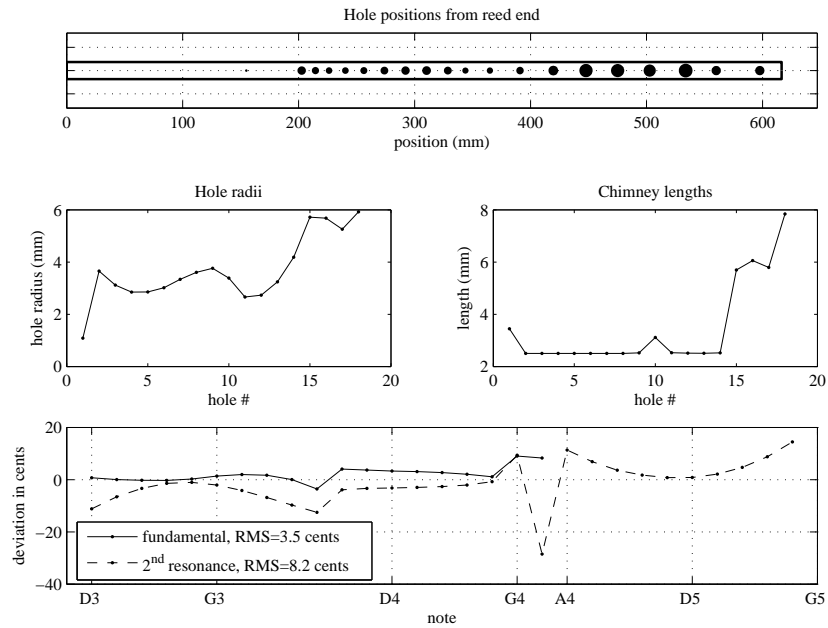 Hole positions from reed end
0 100 200 300 400 500 600
position (mm)
Hole radii
hole radius (mm)
6
4
2
0
0 5 10 15 20
hole #
Chimney lengths
length (mm)
8
6
4
2
0 5 10 15 20
hole #
deviation in cents
20
0
−20
−40
fundamental, RMS=3.5 cents
2nd resonance, RMS=8.2 cents
D3 G3 D4 G4 A4 D5 G5
note